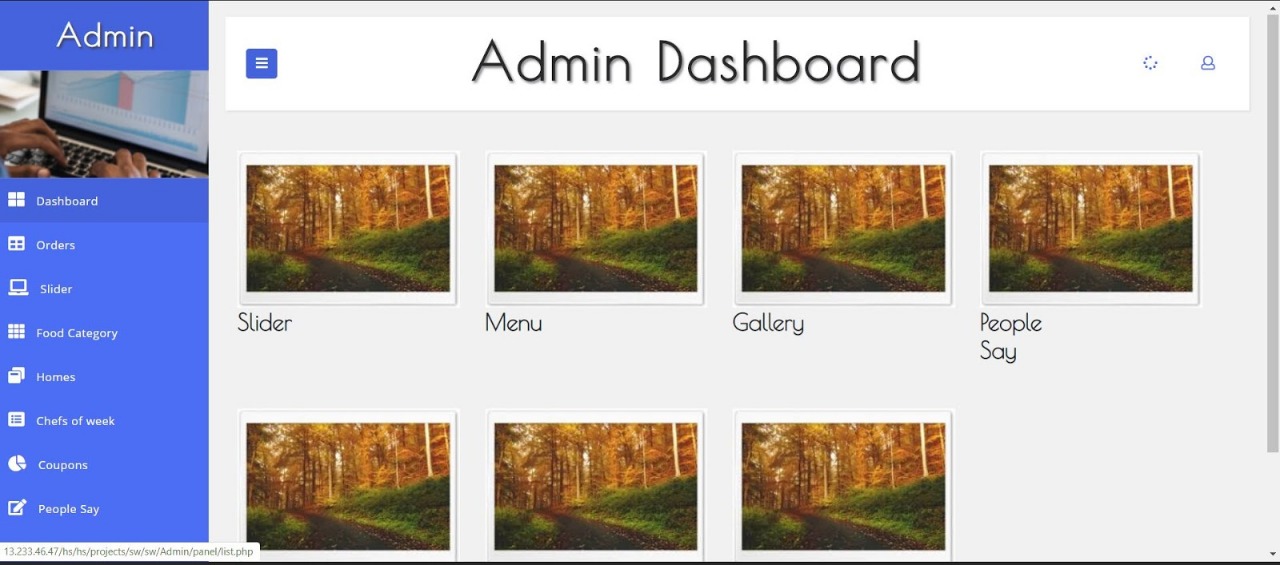 Admin
Admin Dashboard
Dashboard
Orders
Slider
Food Category
Homes
Chefs of week
Coupons
People Say
Slider
Menu
Gallery
People
Say
13.233.46.47/hs/hs/projects/sw/sw/Admin/panel/list.php